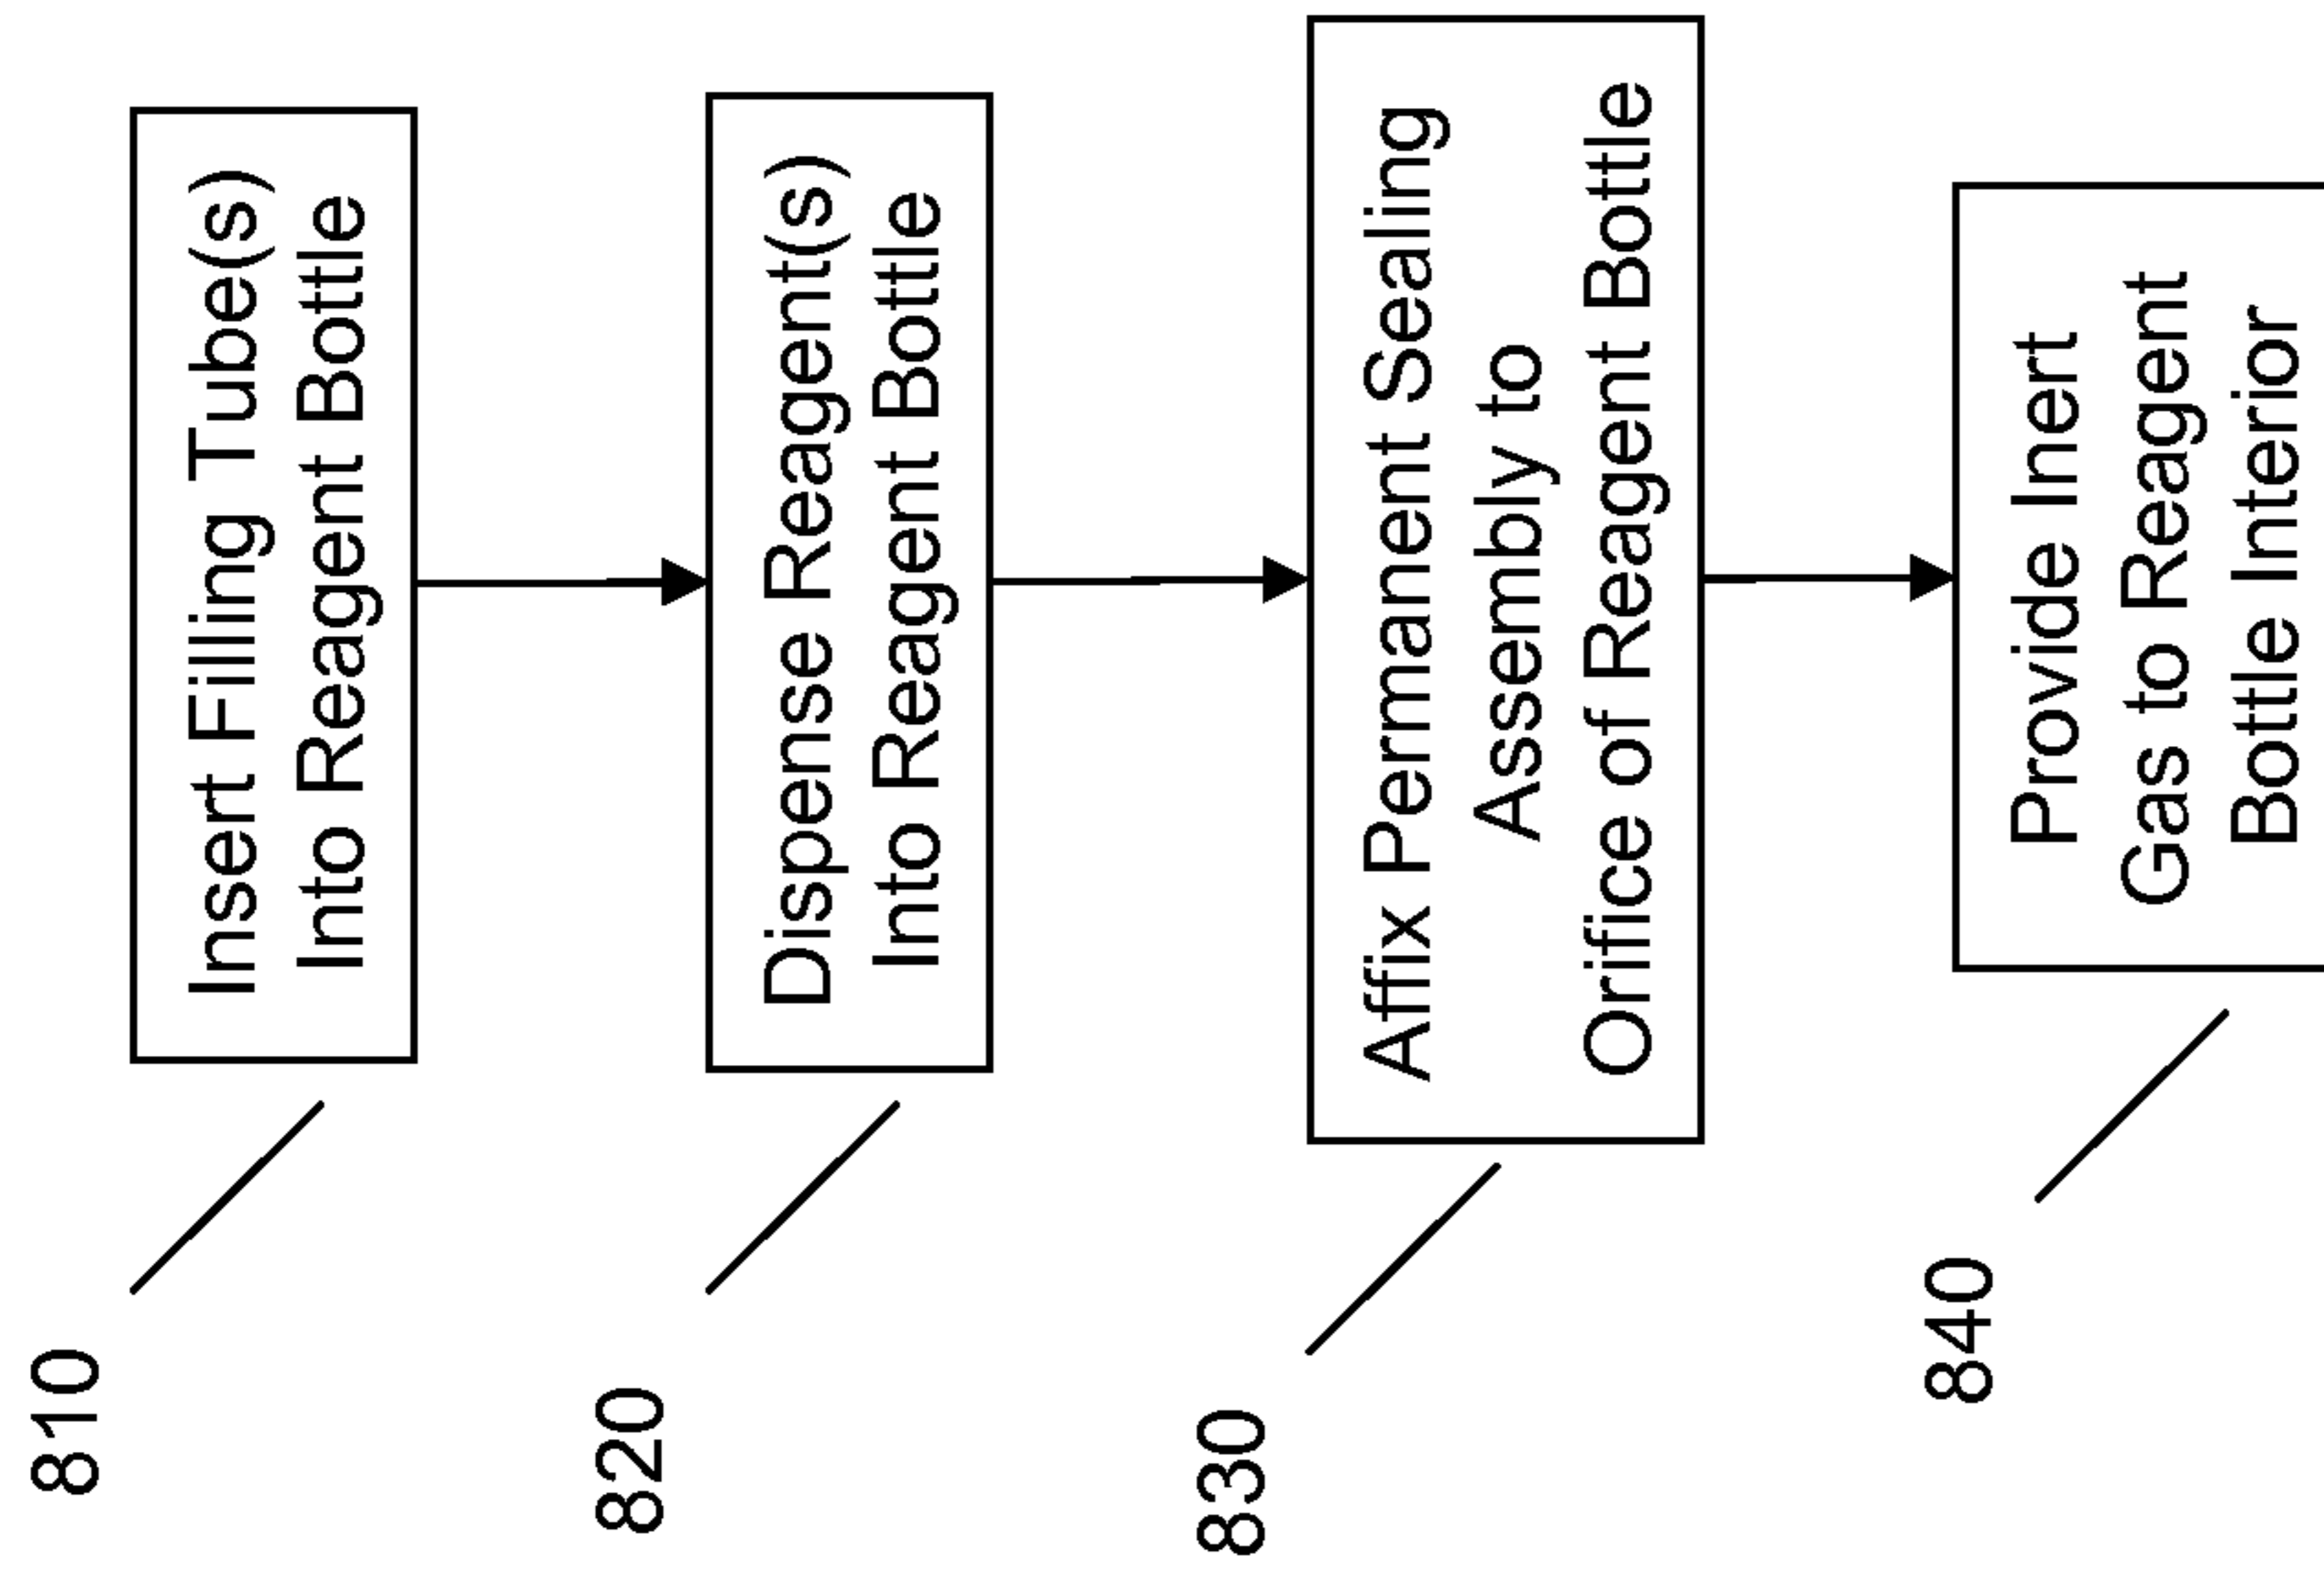 810
Insert Filling Tube(s)
Into Reagent Bottle
820
Dispense Reagent(s)
Into Reagent Bottle
830
Affix Permanent Sealing
Assembly to
Orifice of Reagent Bottle
840
Provide Inert
Gas to Reagent
Bottle Interior